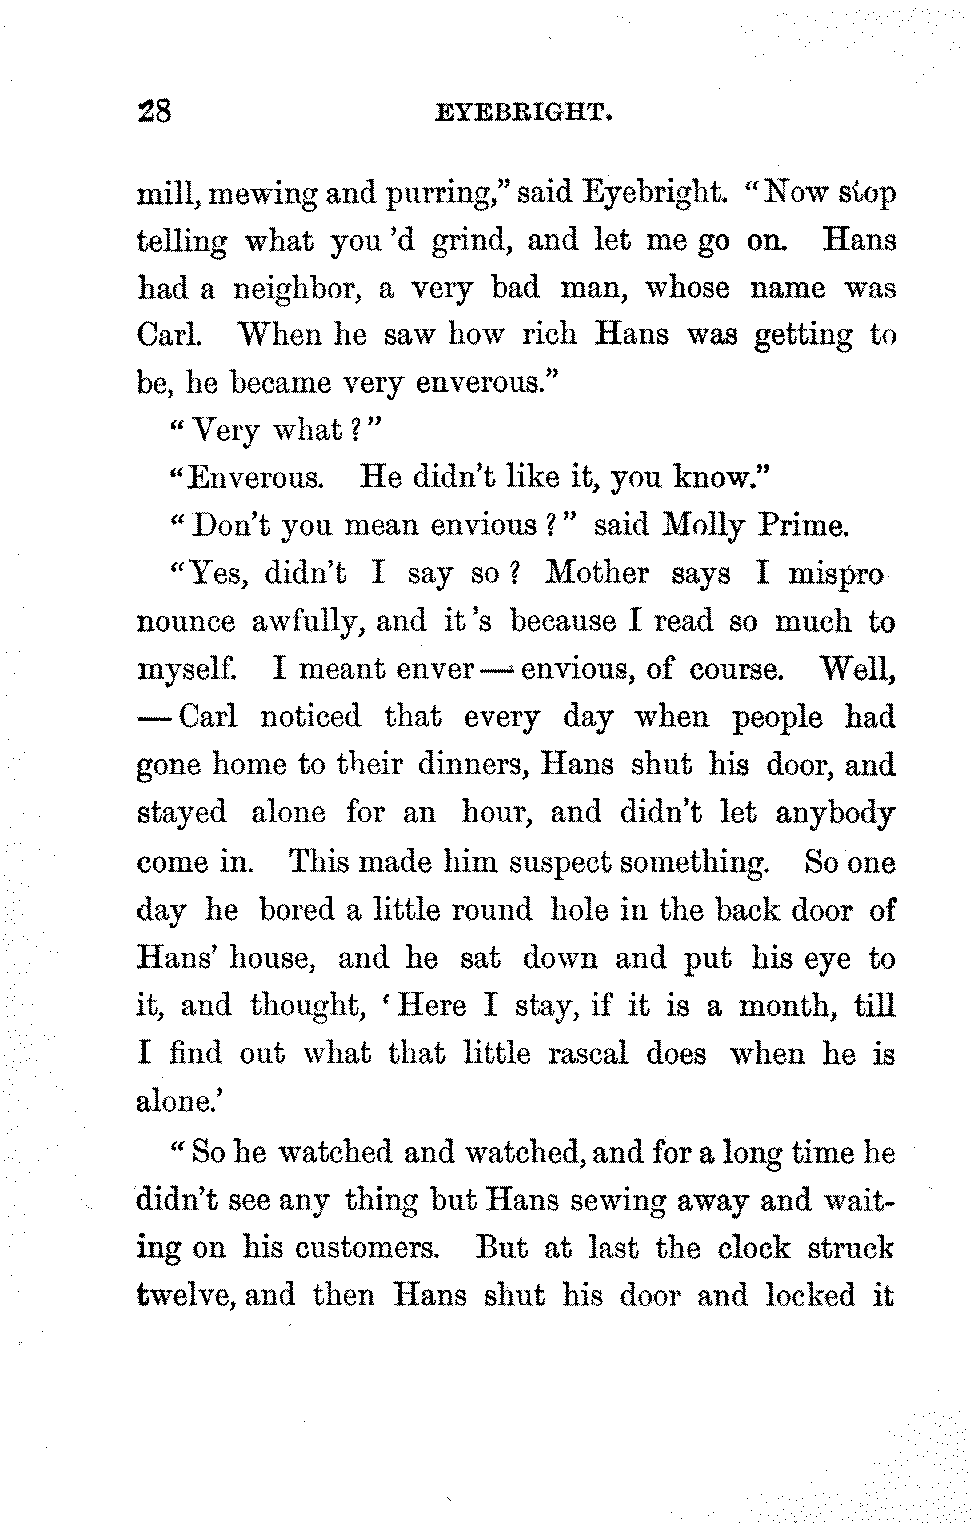 28 EYEBRIGHT.
mill, mewing and purring,” said Eyebright. “Now stop
telling what you 'd grind, and let me go on. Hans
had a neighbor, a very bad man, whose name was
Carl. When he saw how rich Hans was getting to
be, he became very enverous.”
“Very what?”
“Enverous. He didn't like it, you know.”
“Don't you mean envious?” said Molly Prime.
“Yes, didn't I say so? Mother says I mispro
nounce awfully, and it 's because I read so much to
myself. I meant enver—envious, of course. Well,
—Carl noticed that every day when people had
gone home to their dinners, Hans shut his door, and
stayed alone for an hour, and didn't let anybody
come in. This made him suspect something. So one
day he bored a little round hole in the back door of
Hans' house, and he sat down and put his eye to
it, and thought, ‘Here I stay, if it is a month, till
I find out what that little rascal does when he is
alone.’
“So he watched and watched, and for a long time he
didn't see any thing but Hans sewing away and wait-
ing on his customers. But at last the clock struck
twelve, and then Hans shut his door and locked it